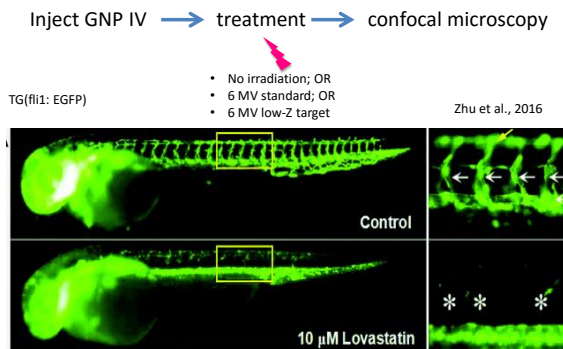 Inject GNP IV → treatment → confocal microscopy
• No irradiation; OR
• 6 MV standard; OR
• 6 MV low-Z target
TG(fli1: EGFP)
Zhu et al., 2016
Control
10 µM Lovastatin